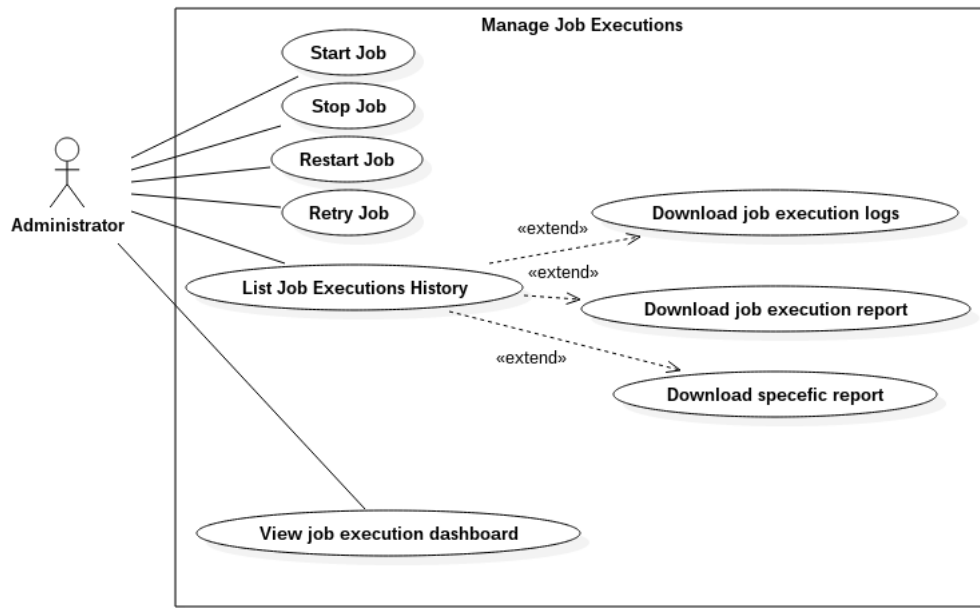 Manage Job Executions
Start Job
Stop Job
Restart Job
Retry Job
Administrator
«extend»
Download job execution logs
«extend»
List Job Executions History
Download job execution report
«extend»
Download specefic report
View job execution dashboard